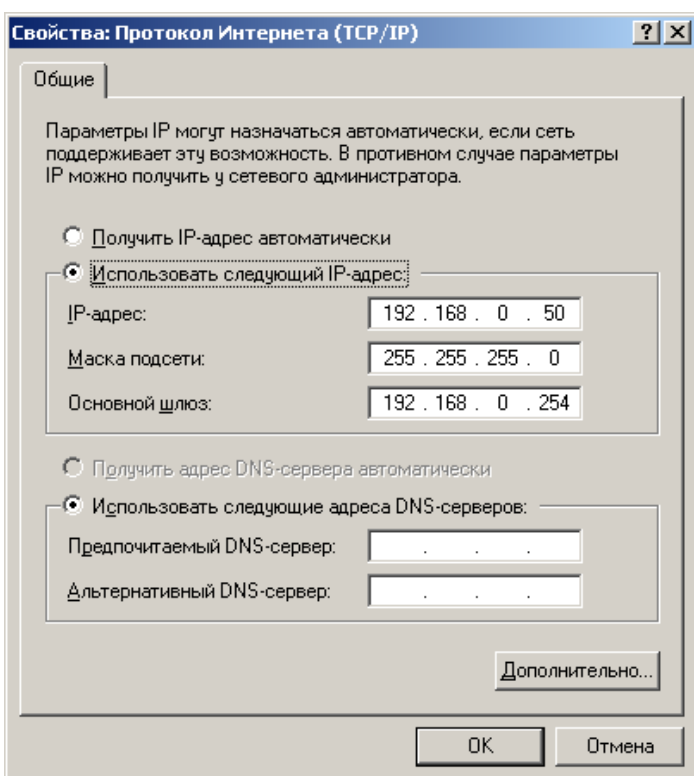 Свойства: Протокол Интернета (TCP/IP)
Общие
Параметры IP могут назначаться автоматически, если сеть
поддерживает эту возможность. В противном случае параметры
IP можно получить у сетевого администратора.
Получить IP-адрес автоматически
Использовать следующий IP-адрес:
IP-адрес: 192 . 168 . 0 . 50
Маска подсети: 255 . 255 . 255 . 0
Основной шлюз: 192 . 168 . 0 . 254
Получить адрес DNS-сервера автоматически
Использовать следующие адреса DNS-серверов:
Предпочитаемый DNS-сервер: . . .
Альтернативный DNS-сервер: . . .
Дополнительно...
OK Отмена